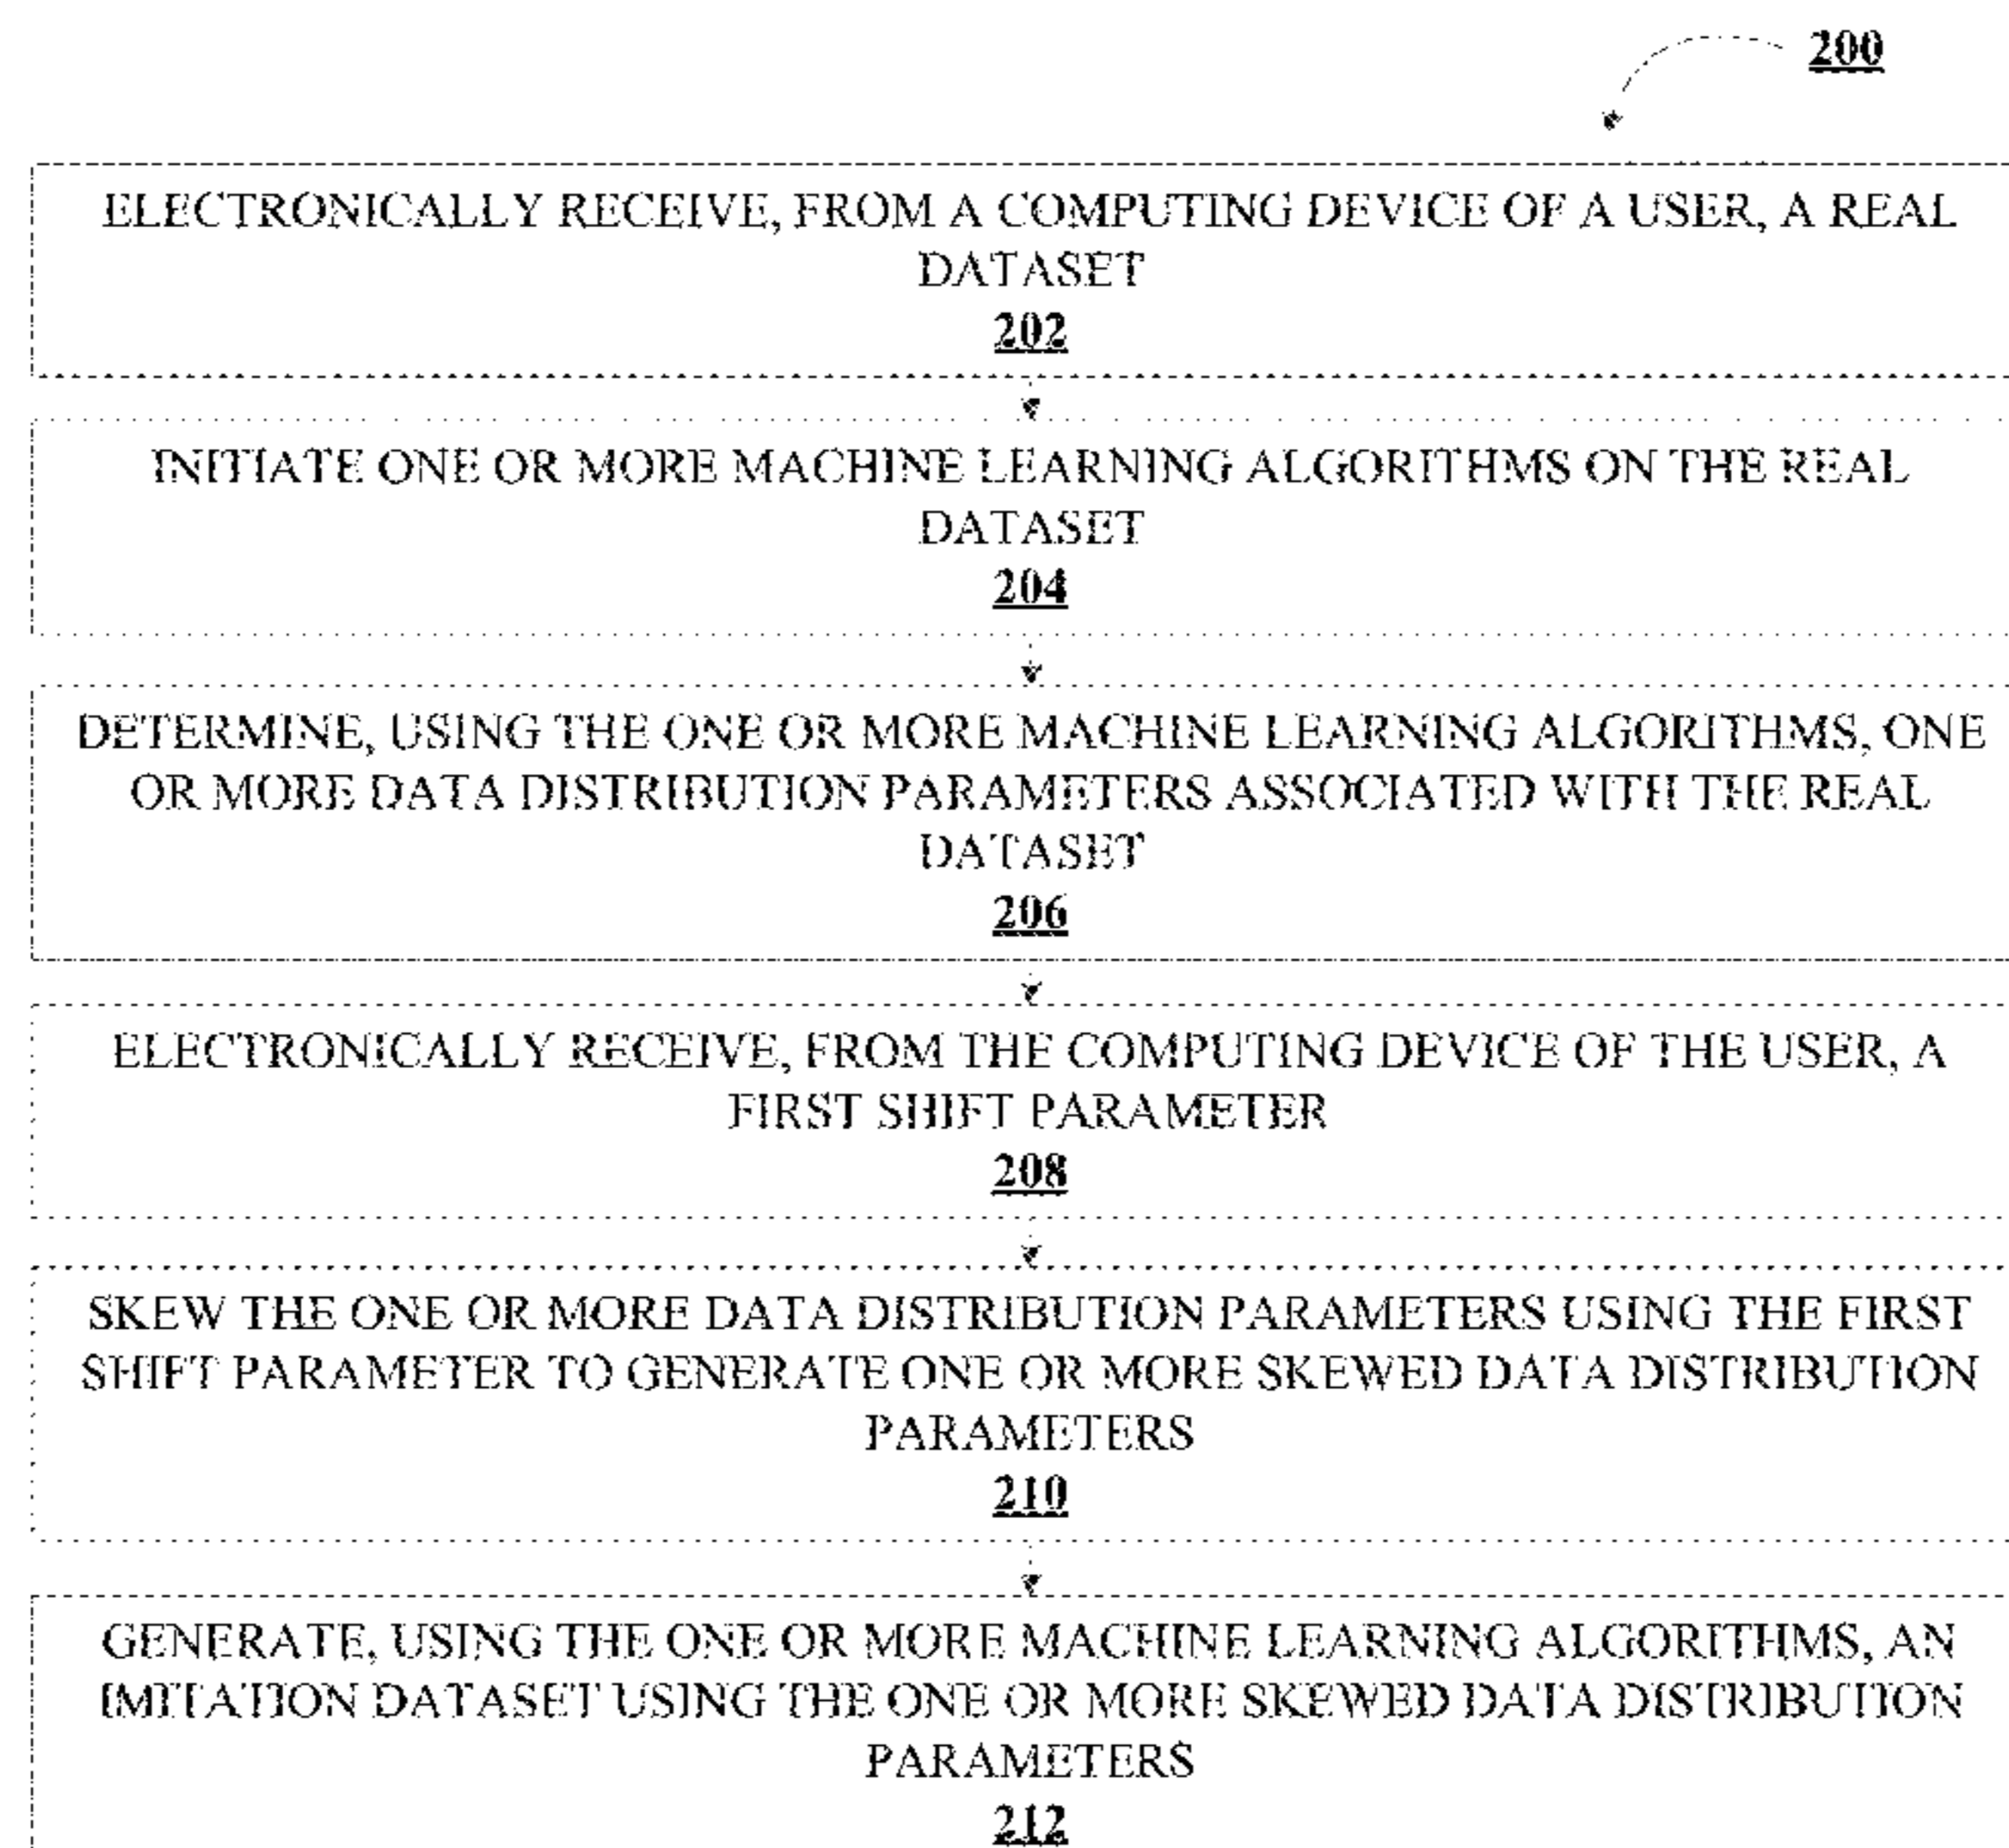 200
ELECTRONICALLY RECEIVE, FROM A COMPUTING DEVICE OF A USER, A REAL
DATASET
202
INITIATE ONE OR MORE MACHINE LEARNING ALGORITHMS ON THE REAL
DATASET
204
DETERMINE, USING THE ONE OR MORE MACHINE LEARNING ALGORITHMS, ONE
OR MORE DATA DISTRIBUTION PARAMETERS ASSOCIATED WITH THE REAL
DATASET
206
ELECTRONICALLY RECEIVE, FROM THE COMPUTING DEVICE OF THE USER, A
FIRST SHIFT PARAMETER
208
SKEW THE ONE OR MORE DATA DISTRIBUTION PARAMETERS USING THE FIRST
SHIFT PARAMETER TO GENERATE ONE OR MORE SKEWED DATA DISTRIBUTION
PARAMETERS
210
GENERATE, USING THE ONE OR MORE MACHINE LEARNING ALGORITHMS, AN
IMITATION DATASET USING THE ONE OR MORE SKEWED DATA DISTRIBUTION
PARAMETERS
212